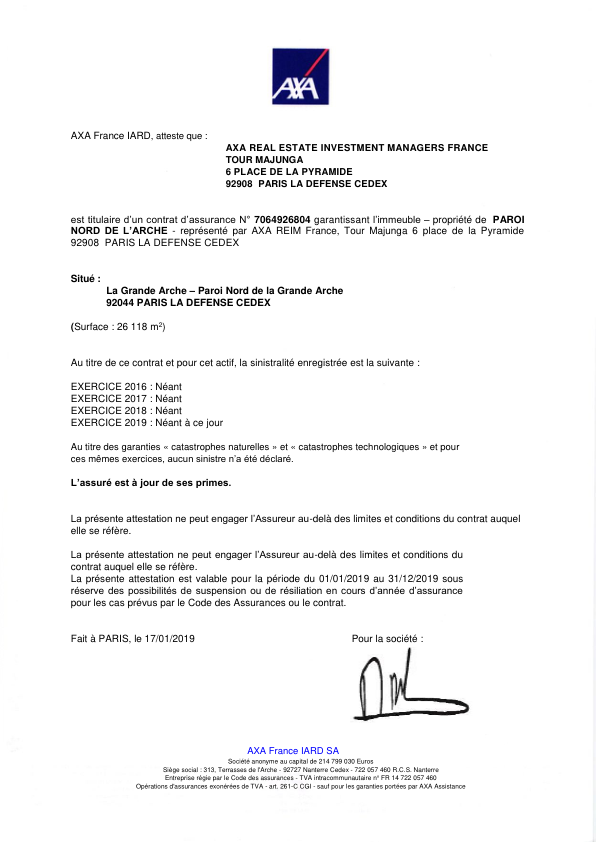 AXA
AXA France IARD, atteste que :
AXA REAL ESTATE INVESTMENT MANAGERS FRANCE
TOUR MAJUNGA
6 PLACE DE LA PYRAMIDE
92908 PARIS LA DEFENSE CEDEX
est titulaire d'un contrat d'assurance N° 7064926804 garantissant l'immeuble – propriété de PAROI
NORD DE L'ARCHE - représenté par AXA REIM France, Tour Majunga 6 place de la Pyramide
92908 PARIS LA DEFENSE CEDEX
Situé :
La Grande Arche – Paroi Nord de la Grande Arche
92044 PARIS LA DEFENSE CEDEX
(Surface : 26 118 m²)
Au titre de ce contrat et pour cet actif, la sinistralité enregistrée est la suivante :
EXERCICE 2016 : Néant
EXERCICE 2017 : Néant
EXERCICE 2018 : Néant
EXERCICE 2019 : Néant à ce jour
Au titre des garanties « catastrophes naturelles » et « catastrophes technologiques » et pour
ces mêmes exercices, aucun sinistre n'a été déclaré.
L'assuré est à jour de ses primes.
La présente attestation ne peut engager l'Assureur au-delà des limites et conditions du contrat auquel
elle se réfère.
La présente attestation ne peut engager l'Assureur au-delà des limites et conditions du
contrat auquel elle se réfère.
La présente attestation est valable pour la période du 01/01/2019 au 31/12/2019 sous
réserve des possibilités de suspension ou de résiliation en cours d'année d'assurance
pour les cas prévus par le Code des Assurances ou le contrat.
Fait à PARIS, le 17/01/2019 Pour la société :
AXA France IARD SA
Société anonyme au capital de 214 799 030 Euros
Siège social : 313, Terrasses de l'Arche - 92727 Nanterre Cedex - 722 057 460 R.C.S. Nanterre
Entreprise régie par le Code des assurances - TVA intracommunautaire n° FR 14 722 057 460
Opérations d'assurances exonérées de TVA - art. 261-C CGI - sauf pour les garanties portées par AXA Assistance